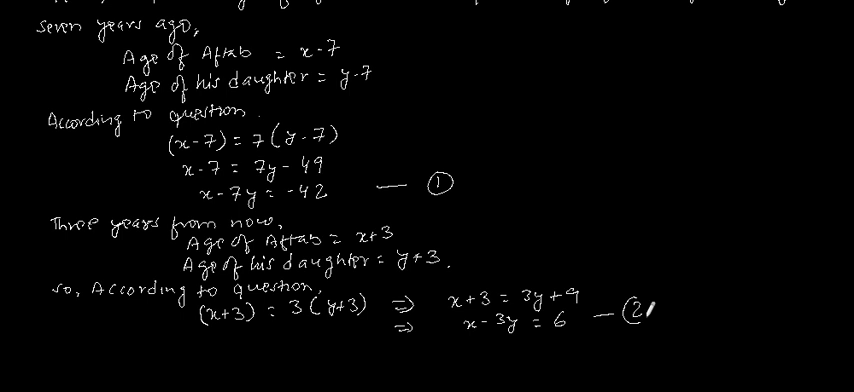 Seven years ago,
Age of Aftab = x-7
Age of his daughter = y-7
According to question.
(x-7) = 7(y-7)
x-7 = 7y-49
x-7y = -42 — ①
Three years from now,
Age of Aftab = x+3
Age of his daughter = y+3.
so, According to question,
(x+3) = 3(y+3) ⇒ x+3 = 3y+9
⇒ x-3y = 6 — ②